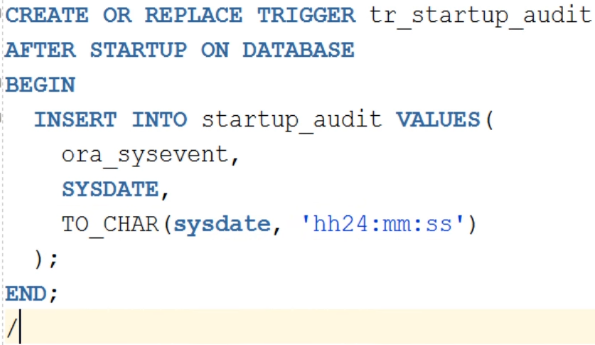 CREATE OR REPLACE TRIGGER tr_startup_audit
AFTER STARTUP ON DATABASE
BEGIN
  INSERT INTO startup_audit VALUES(
    ora_sysevent,
    SYSDATE,
    TO_CHAR(sysdate, 'hh24:mm:ss')
  );
END;
/